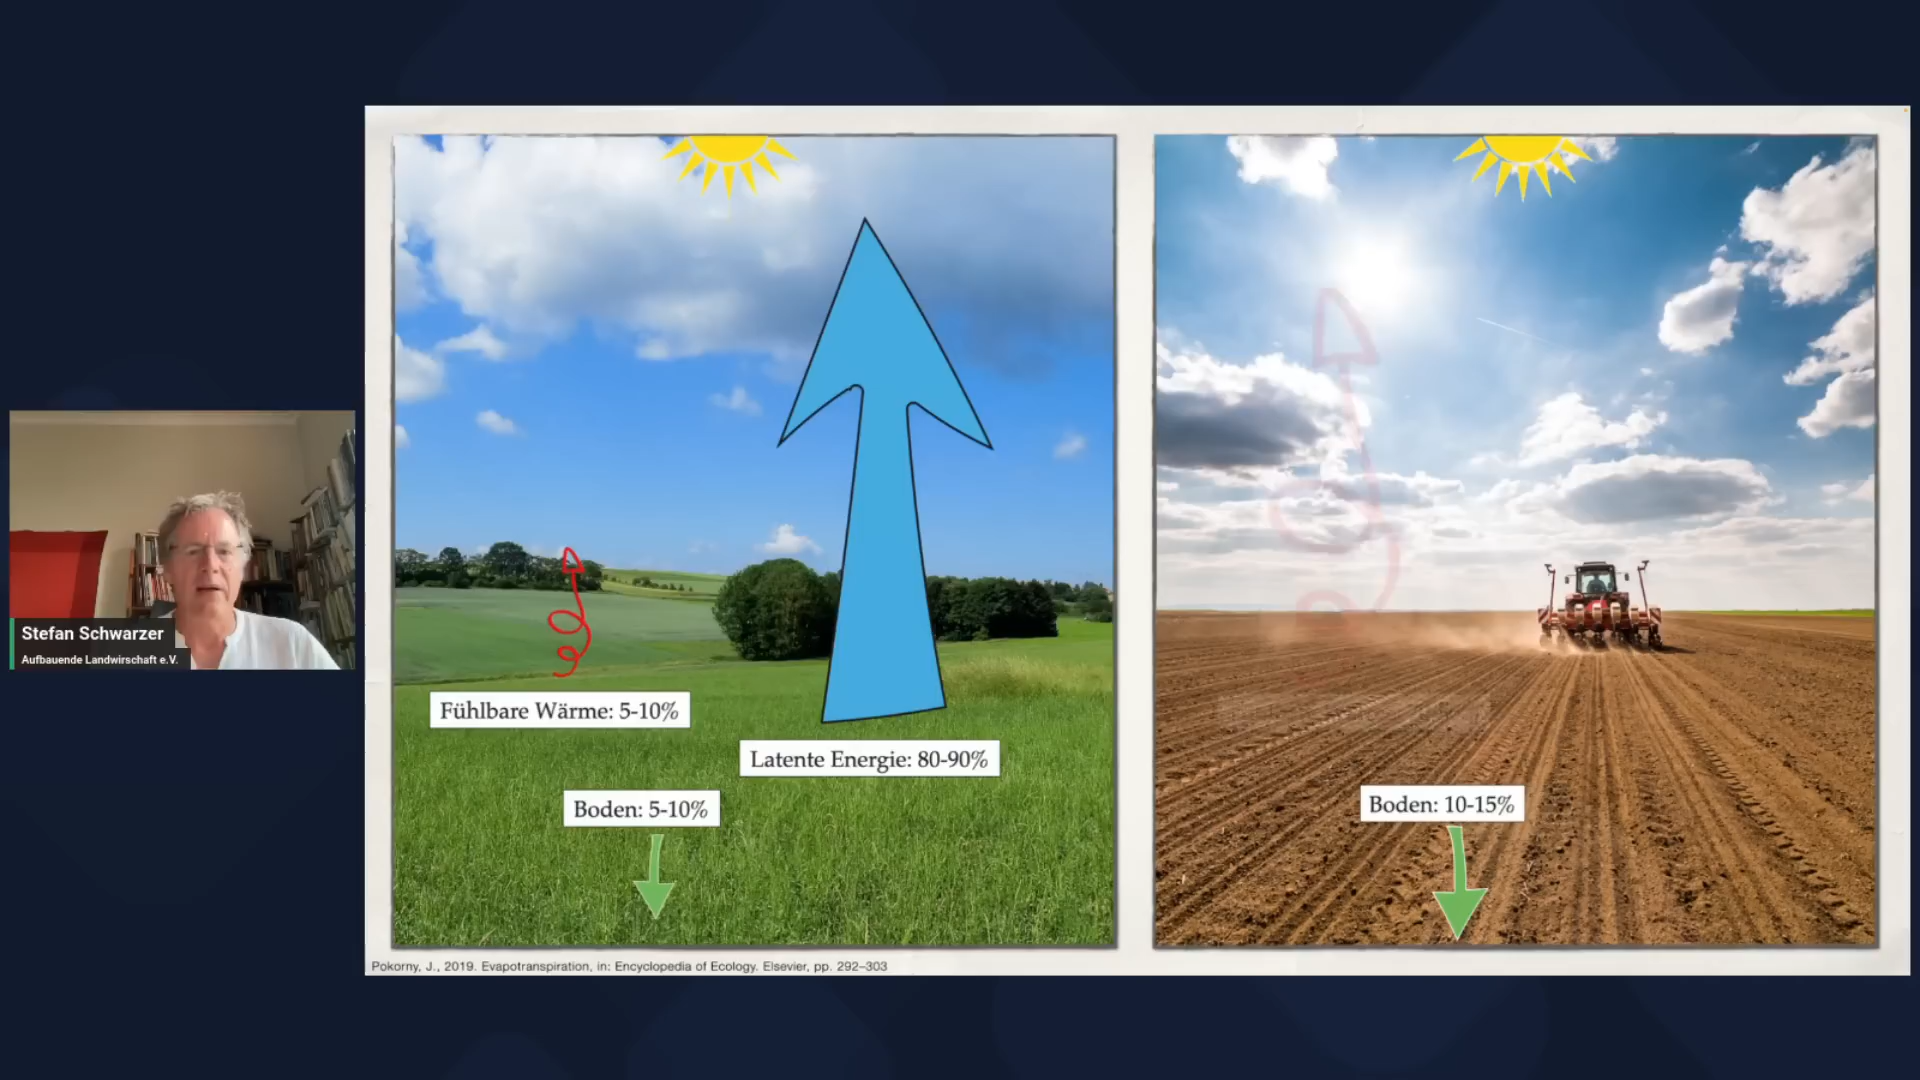 Stefan Schwarzer
Aufbauende Landwirschaft e.V.
Fühlbare Wärme: 5-10%
Latente Energie: 80-90%
Boden: 5-10%
Boden: 10-15%
Pokorny, J., 2019. Evapotranspiration, in: Encyclopedia of Ecology. Elsevier, pp. 292–303